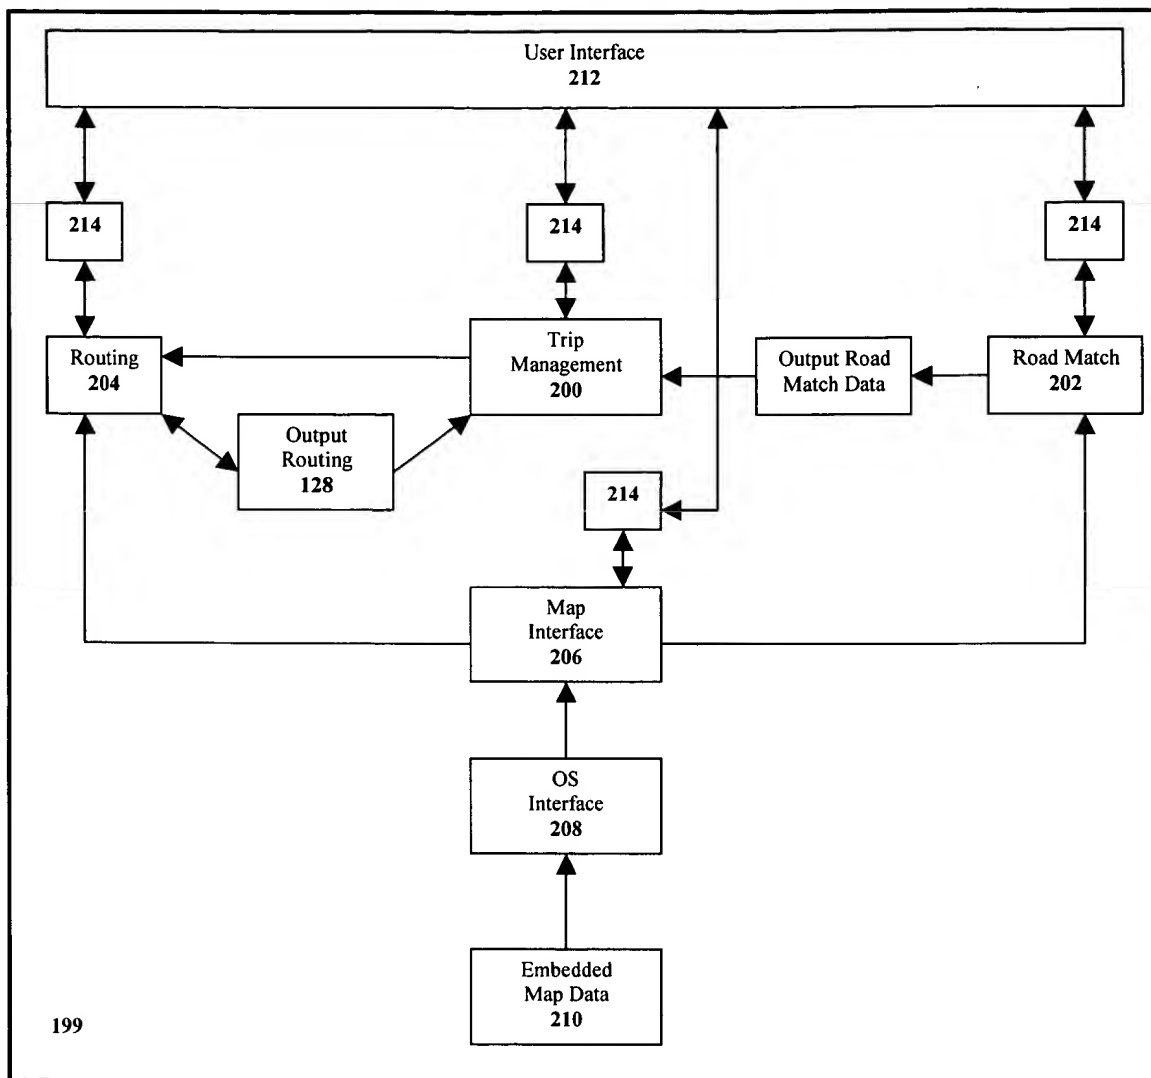 User Interface
212
214
214
214
Routing
204
Trip
Management
200
Output Road
Match Data
Road Match
202
Output
Routing
128
214
Map
Interface
206
OS
Interface
208
Embedded
Map Data
210
199